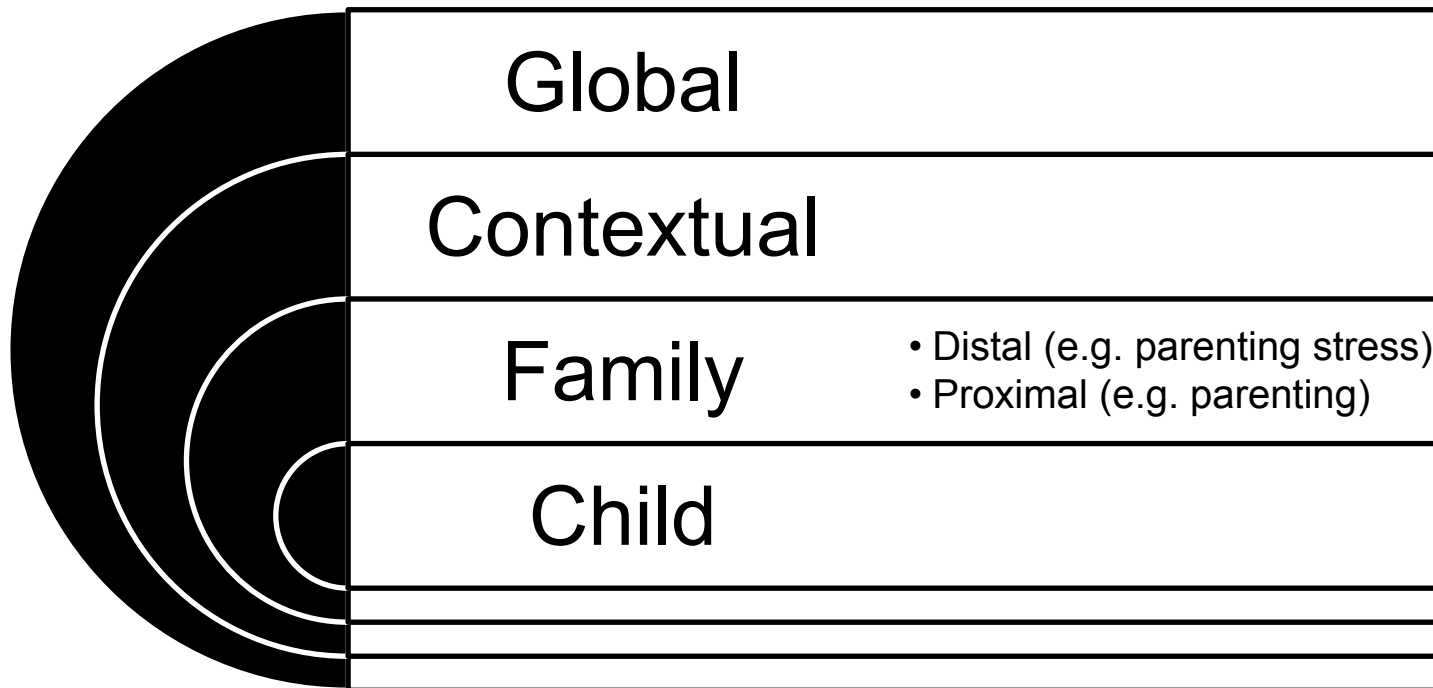 Global
Contextual
Family
• Distal (e.g. parenting stress)
• Proximal (e.g. parenting)
Child